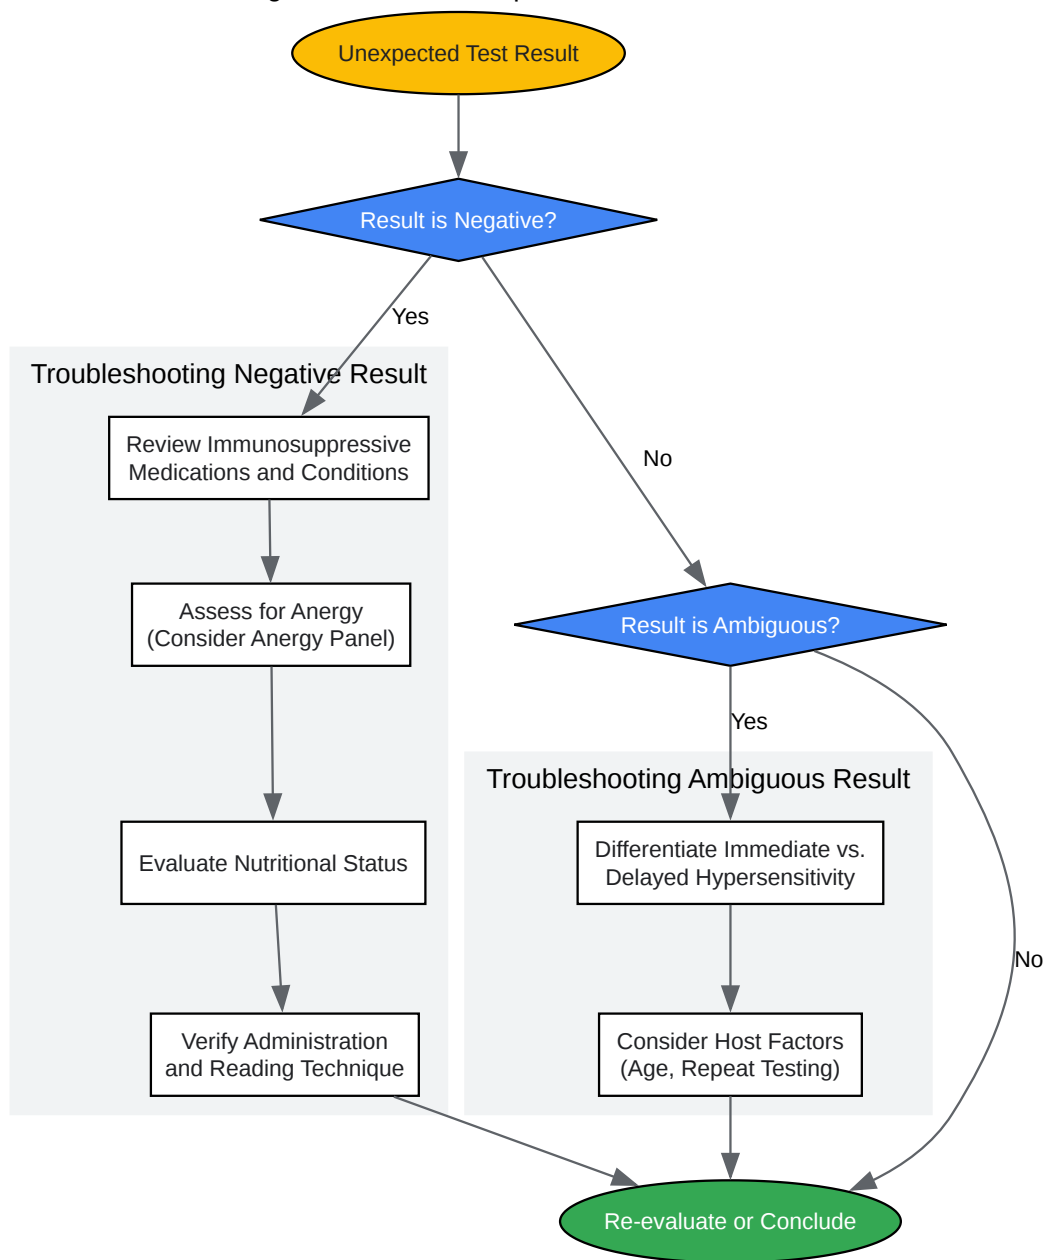 Unexpected Test Result
Result is Negative?
Yes
No
Troubleshooting Negative Result
Review Immunosuppressive
Medications and Conditions
Assess for Anergy
(Consider Anergy Panel)
Evaluate Nutritional Status
Verify Administration
and Reading Technique
Result is Ambiguous?
Yes
No
Troubleshooting Ambiguous Result
Differentiate Immediate vs.
Delayed Hypersensitivity
Consider Host Factors
(Age, Repeat Testing)
Re-evaluate or Conclude